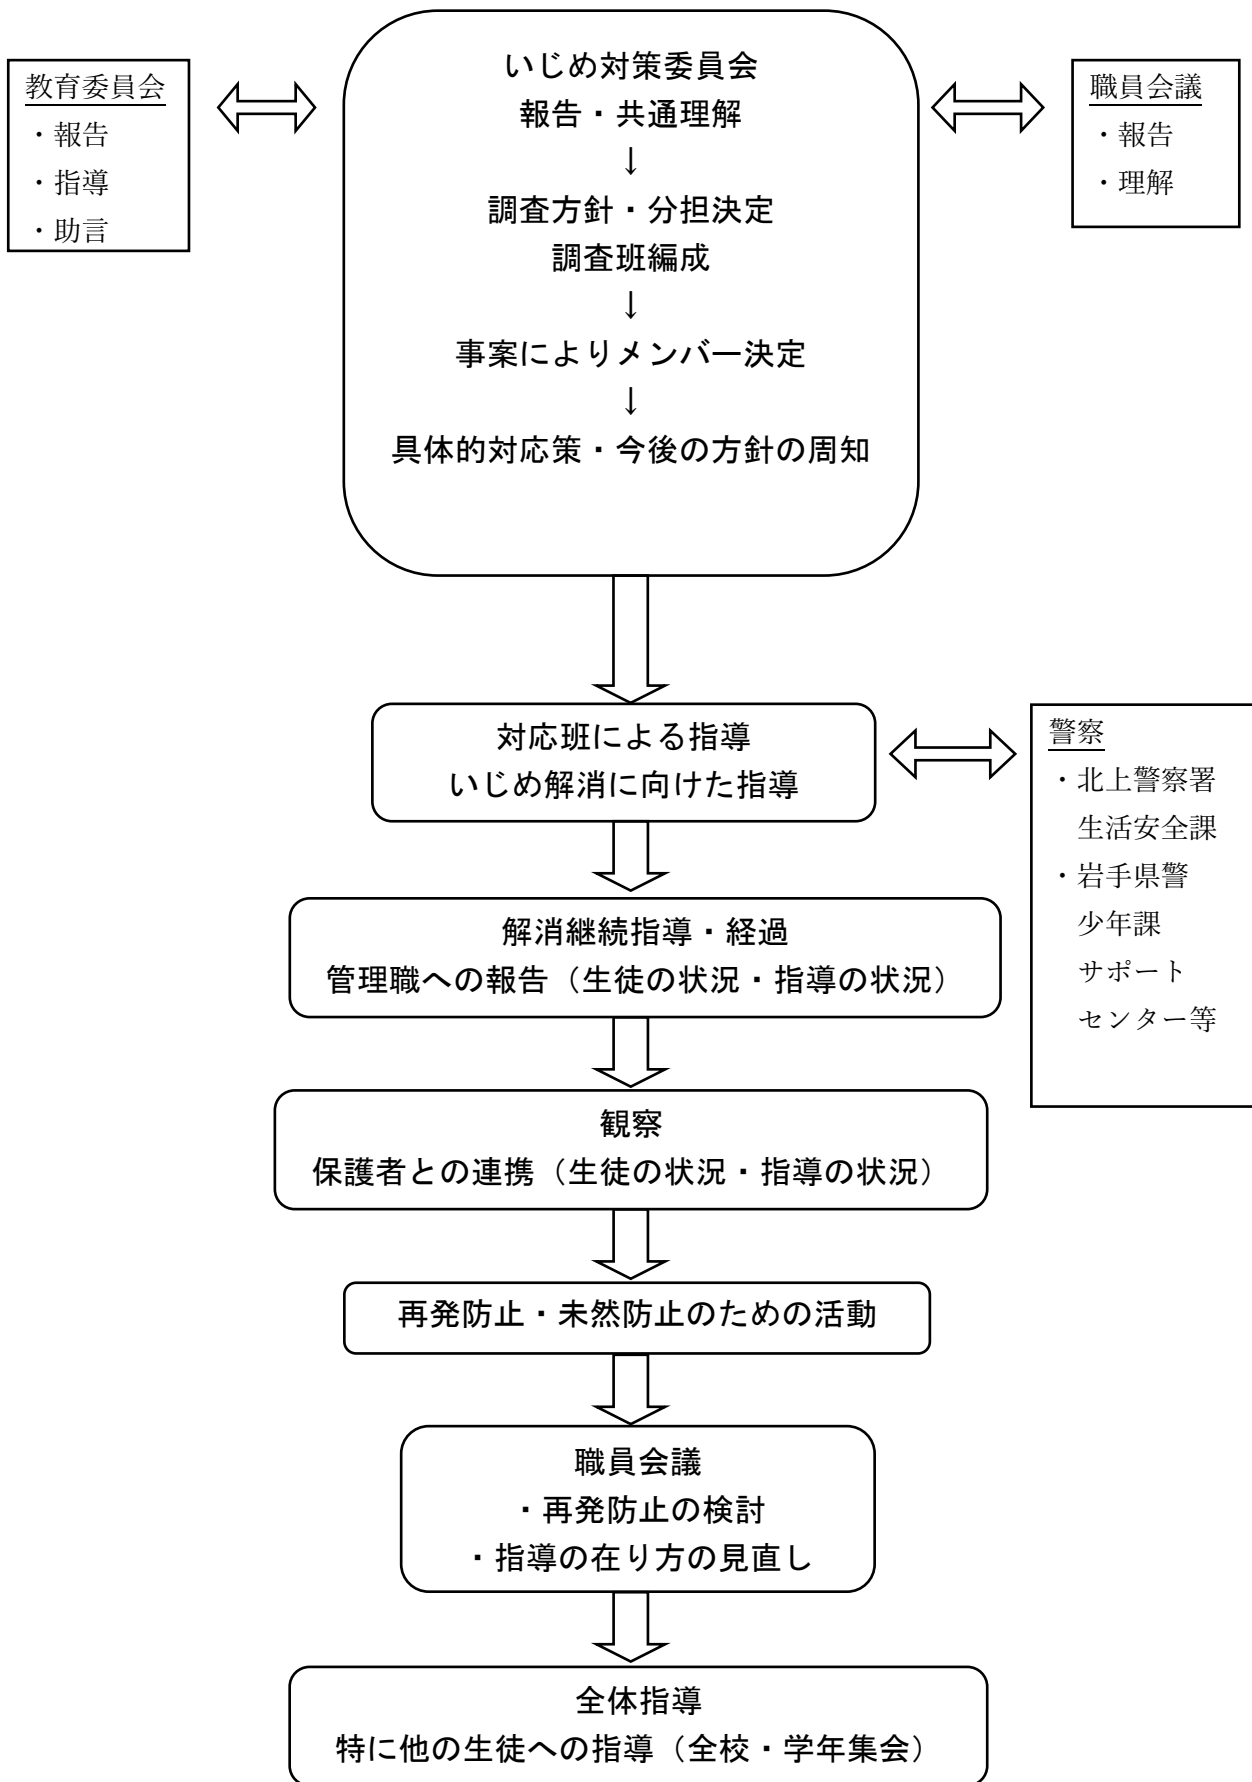 教育委員会
・報告
・指導
・助言
いじめ対策委員会
報告・共通理解
↓
調査方針・分担決定
調査班編成
↓
事案によりメンバー決定
↓
具体的対応策・今後の方針の周知
職員会議
・報告
・理解
対応班による指導
いじめ解消に向けた指導
警察
・北上警察署
生活安全課
・岩手県警
少年課
サポート
センター等
解消継続指導・経過
管理職への報告（生徒の状況・指導の状況）
観察
保護者との連携（生徒の状況・指導の状況）
再発防止・未然防止のための活動
職員会議
・再発防止の検討
・指導の在り方の見直し
全体指導
特に他の生徒への指導（全校・学年集会）